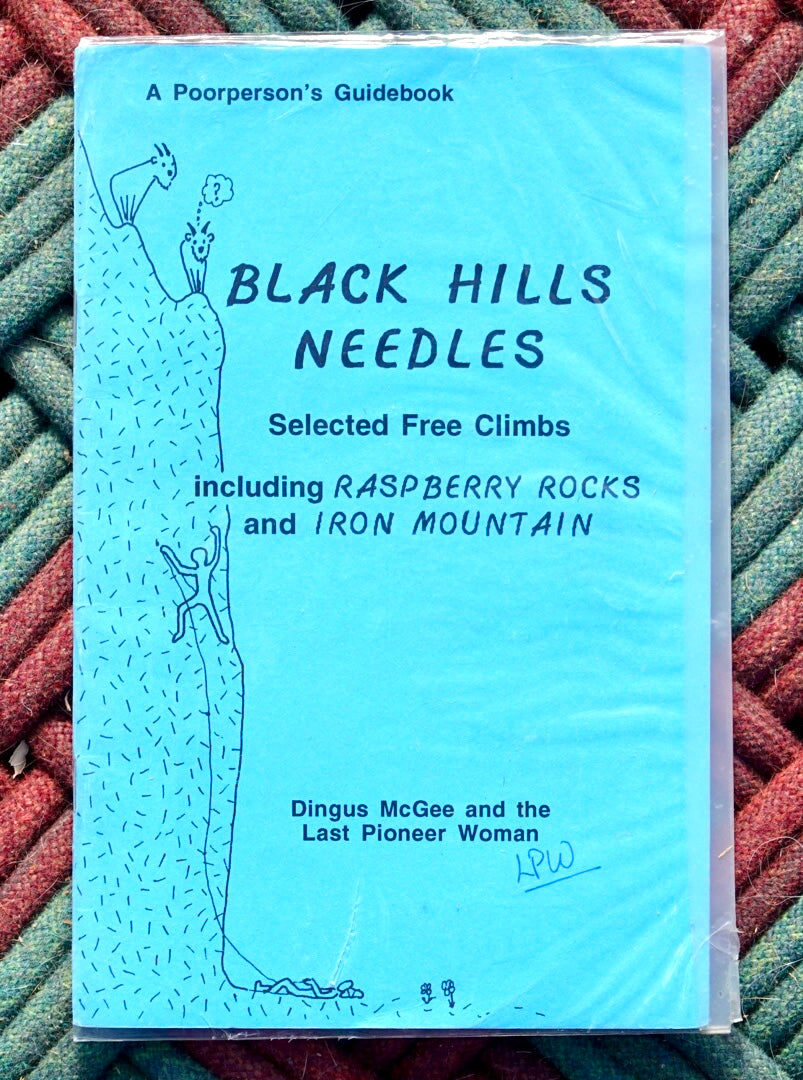 A Poorperson's Guidebook
?
BLACK HILLS
NEEDLES
Selected Free Climbs
including RASPBERRY ROCKS
and IRON MOUNTAIN
Dingus McGee and the
Last Pioneer Woman
LPW